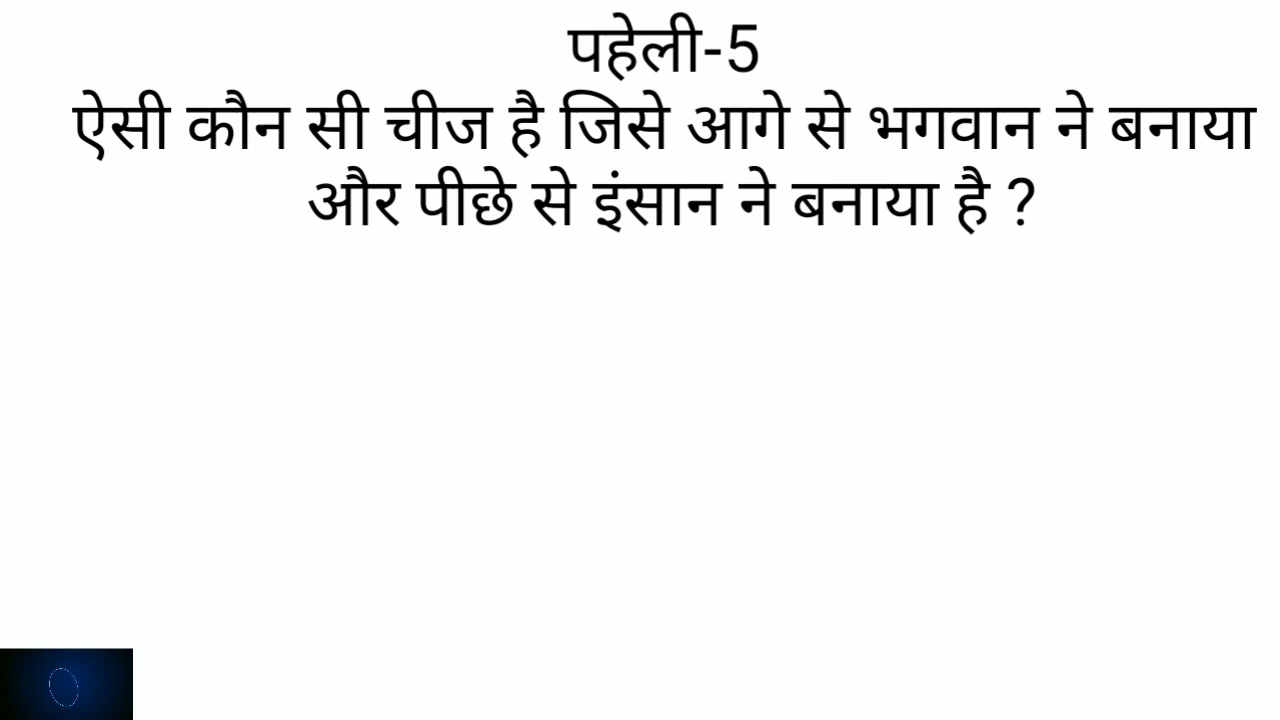 पहेली-5
ऐसी कौन सी चीज है जिसे आगे से भगवान ने बनाया
और पीछे से इंसान ने बनाया है ?